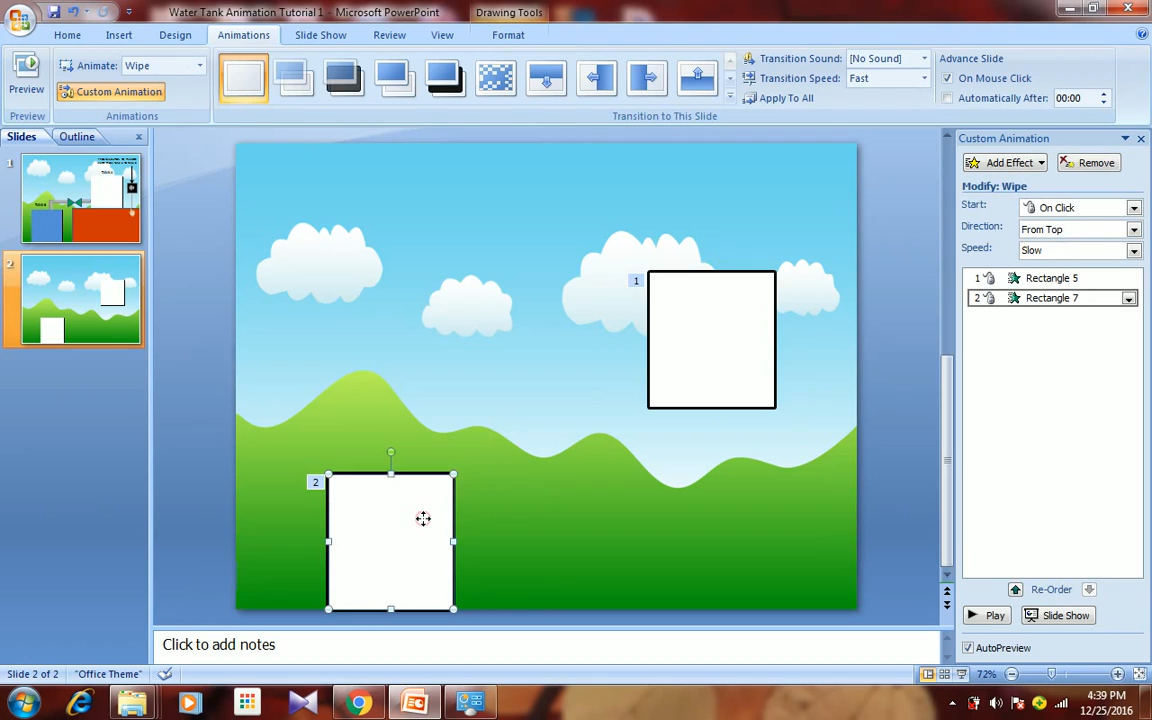 Water Tank Animation Tutorial 1 - Microsoft PowerPoint
Drawing Tools
Home
Insert
Design
Animations
Slide Show
Review
View
Format
Preview
Animate:
Wipe
Custom Animation
Transition Sound:
[No Sound]
Transition Speed:
Fast
Apply To All
Advance Slide
On Mouse Click
Automatically After:
00:00
Preview
Animations
Transition to This Slide
Slides
Outline
1
2
1
2
Custom Animation
Add Effect
Remove
Modify: Wipe
Start:
On Click
Direction:
From Top
Speed:
Slow
1
Rectangle 5
2
Rectangle 7
Re-Order
Play
Slide Show
AutoPreview
Click to add notes
Slide 2 of 2
"Office Theme"
72%
4:39 PM
12/25/2016